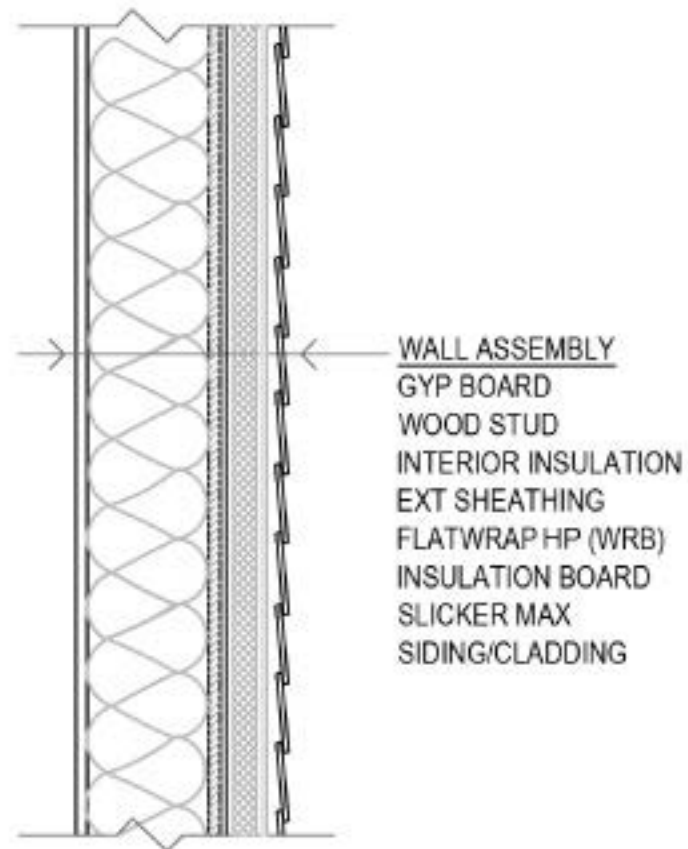 WALL ASSEMBLY
GYP BOARD
WOOD STUD
INTERIOR INSULATION
EXT SHEATHING
FLATWRAP HP (WRB)
INSULATION BOARD
SLICKER MAX
SIDING/CLADDING